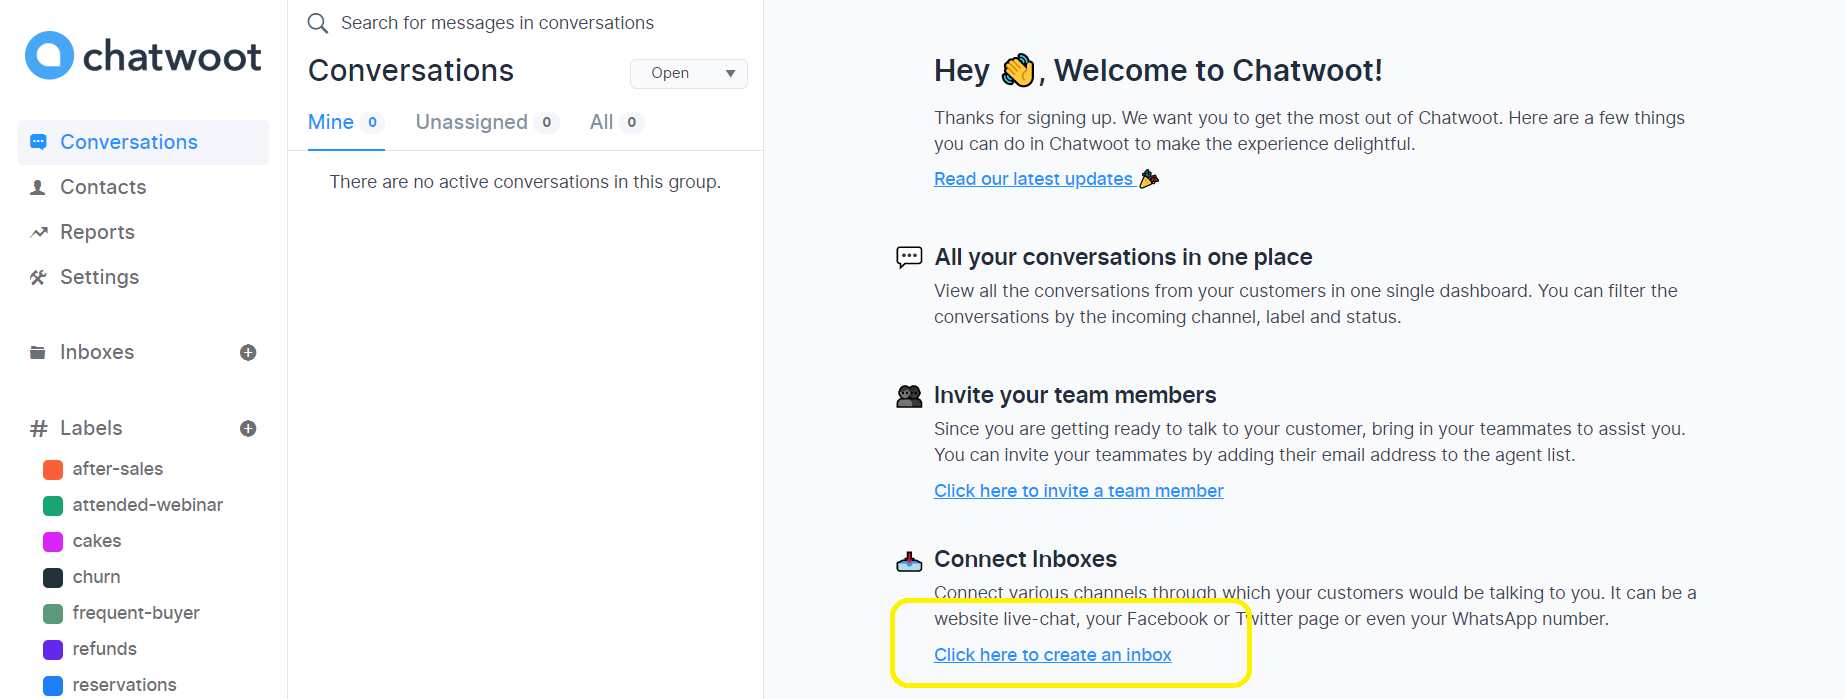 chatwoot
Conversations
Contacts
Reports
Settings
Inboxes
Labels
after-sales
attended-webinar
cakes
churn
frequent-buyer
refunds
reservations
Search for messages in conversations
Conversations
Open
Mine 0 Unassigned 0 All 0
There are no active conversations in this group.
Hey 👋, Welcome to Chatwoot!
Thanks for signing up. We want you to get the most out of Chatwoot. Here are a few things
you can do in Chatwoot to make the experience delightful.
Read our latest updates 🎉
All your conversations in one place
View all the conversations from your customers in one single dashboard. You can filter the
conversations by the incoming channel, label and status.
Invite your team members
Since you are getting ready to talk to your customer, bring in your teammates to assist you.
You can invite your teammates by adding their email address to the agent list.
Click here to invite a team member
Connect Inboxes
Connect various channels through which your customers would be talking to you. It can be a
website live-chat, your Facebook or Twitter page or even your WhatsApp number.
Click here to create an inbox